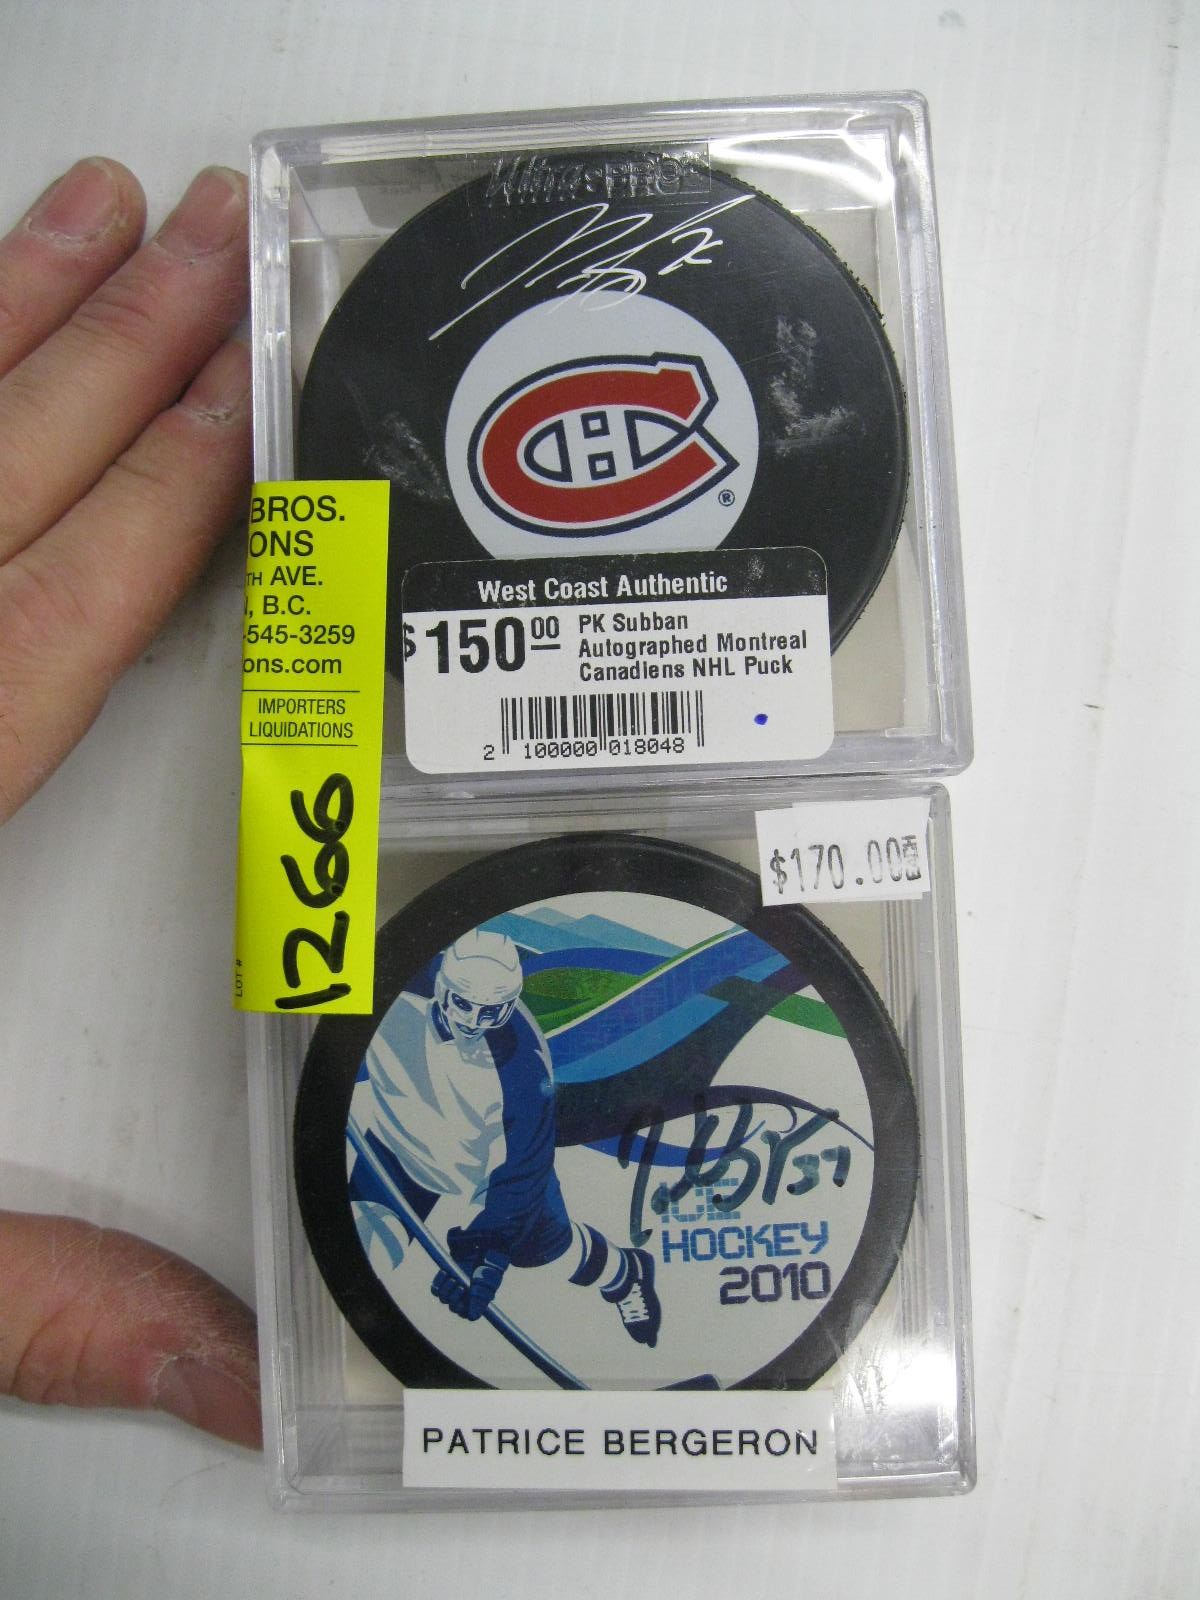 Ultra·PRO
®
BROS.
ONS
TH AVE.
, B.C.
-545-3259
ons.com
IMPORTERS
LIQUIDATIONS
LOT #
1266
West Coast Authentic
$150.00
PK Subban
Autographed Montreal
Canadiens NHL Puck
2 100000 018048
$170.00
37
ICE
HOCKEY
2010
PATRICE BERGERON